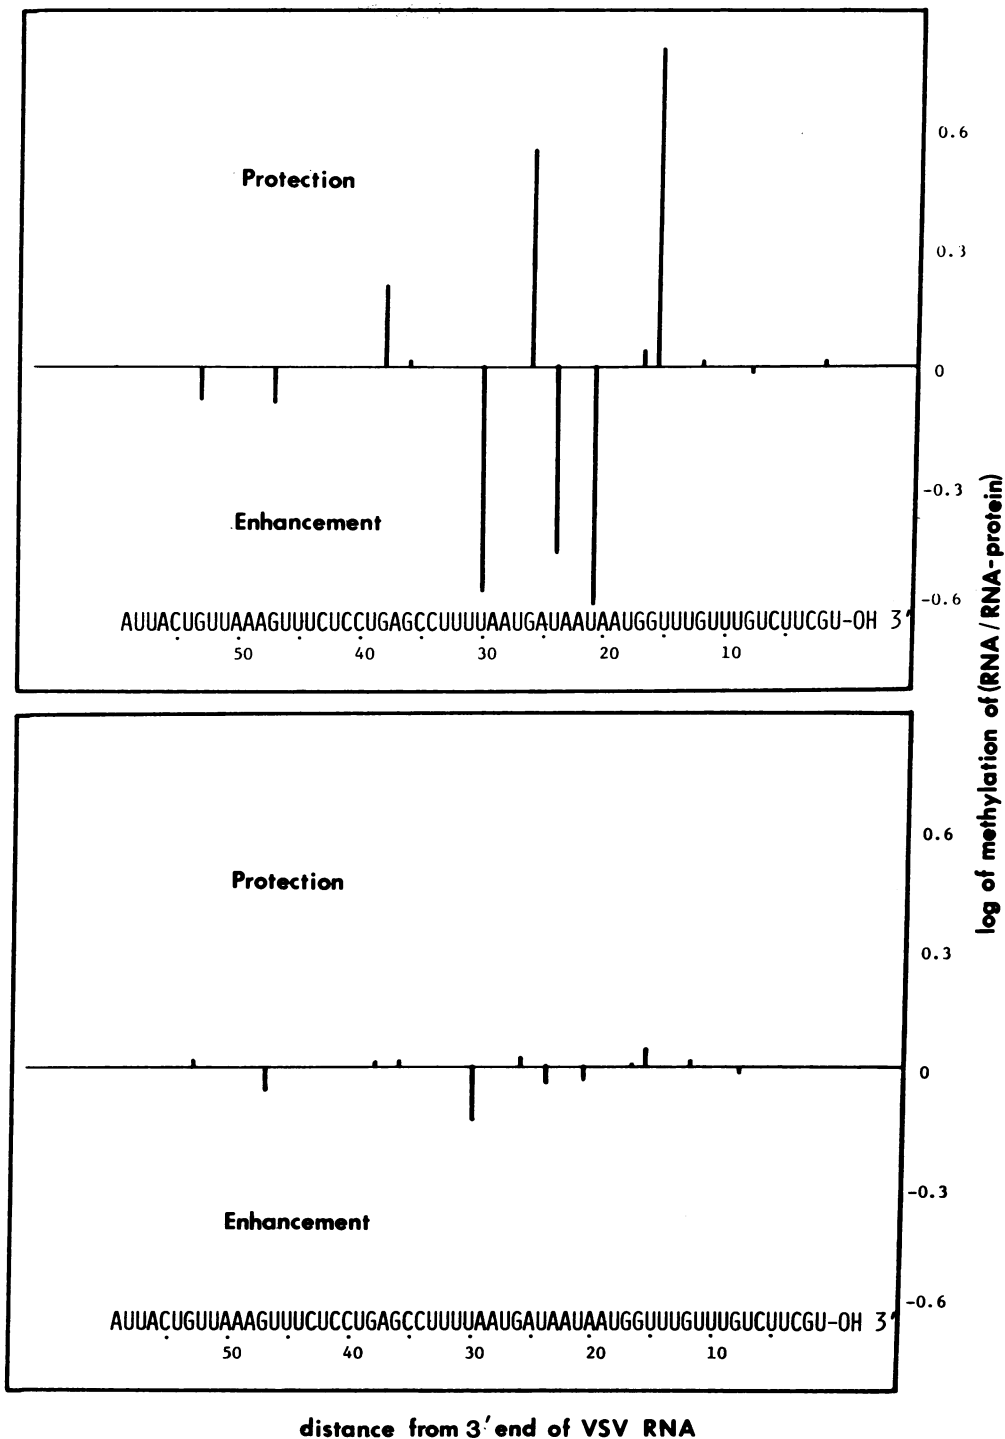 0.6
Protection
0.3
0
-0.3
Enhancement
-0.6
AUUACUGUUAAAGUUUCUCCUGAGCCUUUUAAUGAUAAUAAUGGUUUGUUUGUCUUCGU-OH 3′
50 40 30 20 10
log of methylation of (RNA/RNA-protein)
0.6
Protection
0.3
0
-0.3
Enhancement
-0.6
AUUACUGUUAAAGUUUCUCCUGAGCCUUUUAAUGAUAAUAAUGGUUUGUUUGUCUUCGU-OH 3′
50 40 30 20 10
distance from 3′ end of VSV RNA